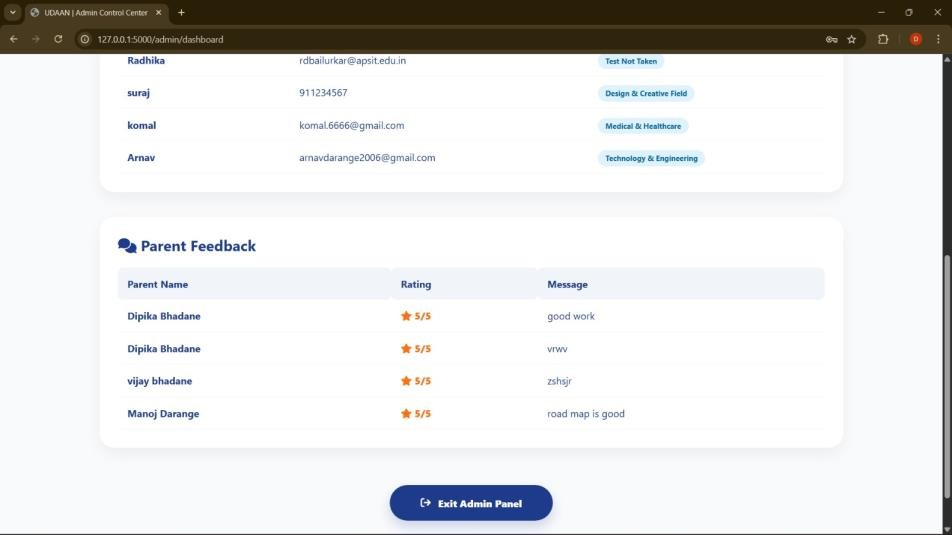 UDAAN | Admin Control Center
127.0.0.1:5000/admin/dashboard
D
Radhika rdbailurkar@apsit.edu.in Test Not Taken
suraj 911234567 Design & Creative Field
komal komal.6666@gmail.com Medical & Healthcare
Arnav arnavdarange2006@gmail.com Technology & Engineering
Parent Feedback
Parent Name Rating Message
Dipika Bhadane 5/5 good work
Dipika Bhadane 5/5 vrwv
vijay bhadane 5/5 zshsjr
Manoj Darange 5/5 road map is good
Exit Admin Panel